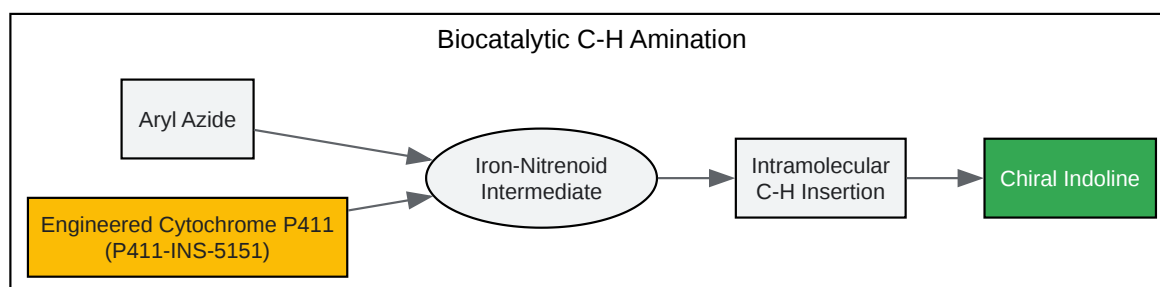 Biocatalytic C-H Amination
Aryl Azide
Engineered Cytochrome P411
(P411-INS-5151)
Iron-Nitrenoid
Intermediate
Intramolecular
C-H Insertion
Chiral Indoline